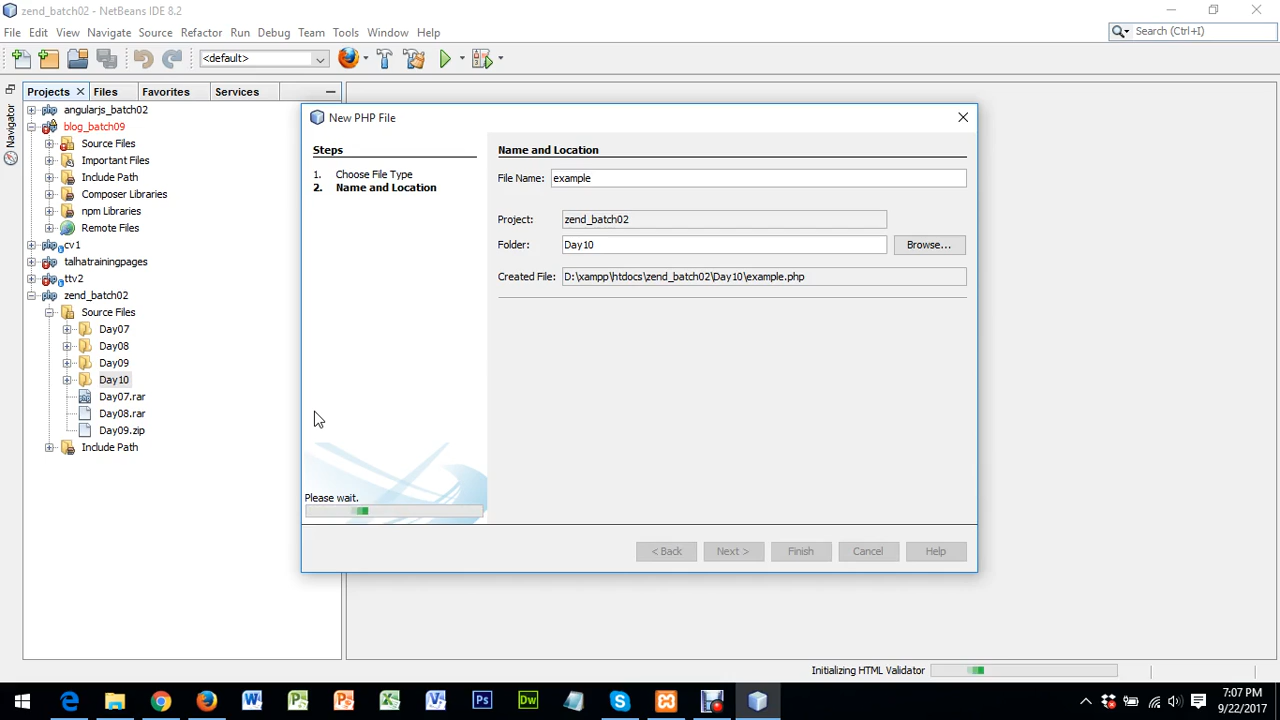 zend_batch02 - NetBeans IDE 8.2
File Edit View Navigate Source Refactor Run Debug Team Tools Window Help
Search (Ctrl+I)
<default>
Projects Files Favorites Services
Navigator
angularjs_batch02
blog_batch09
Source Files
Important Files
Include Path
Composer Libraries
npm Libraries
Remote Files
cv1
talhatrainingpages
ttv2
zend_batch02
Source Files
Day07
Day08
Day09
Day10
Day07.rar
Day08.rar
Day09.zip
Include Path
New PHP File
Steps
1. Choose File Type
2. Name and Location
Please wait.
Name and Location
File Name: example
Project: zend_batch02
Folder: Day10 Browse...
Created File: D:\xampp\htdocs\zend_batch02\Day10\example.php
< Back Next > Finish Cancel Help
Initializing HTML Validator
7:07 PM
9/22/2017